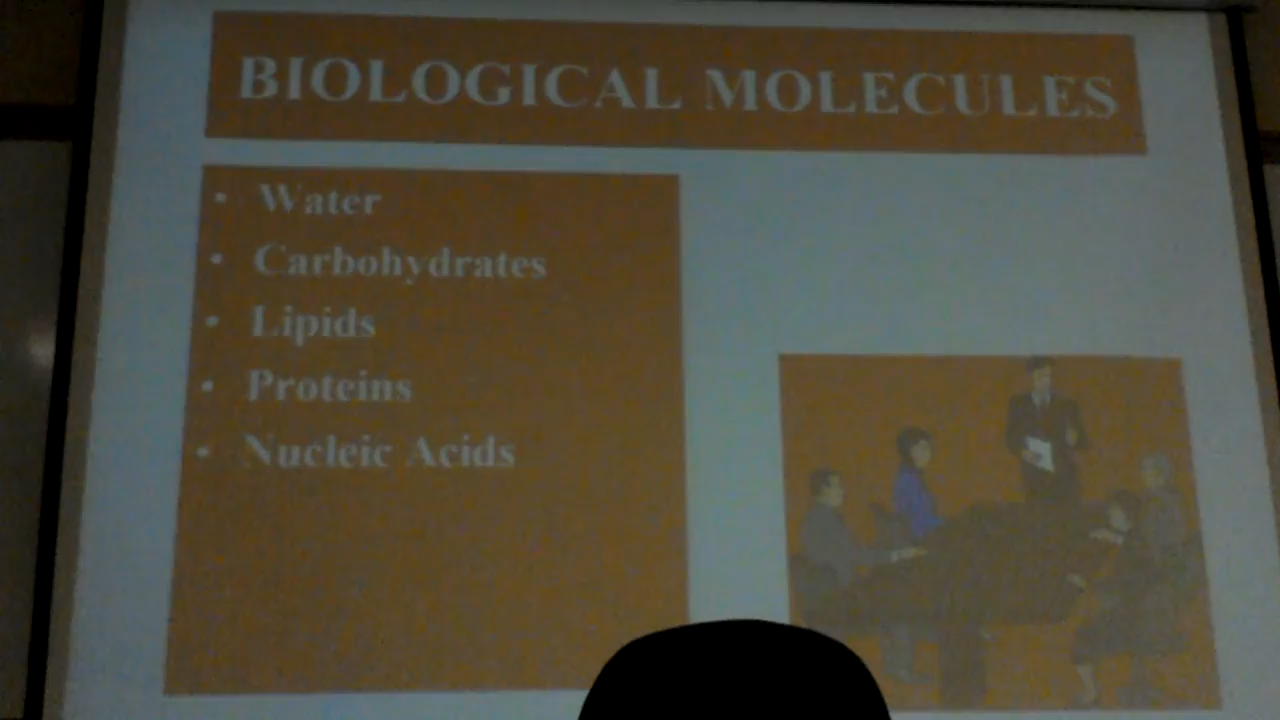 BIOLOGICAL MOLECULES
• Water
• Carbohydrates
• Lipids
• Proteins
• Nucleic Acids